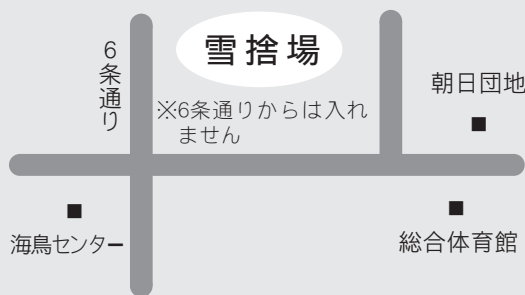 6条通り
雪捨場
※6条通りからは入れ
ません
朝日団地
海鳥センター
総合体育館